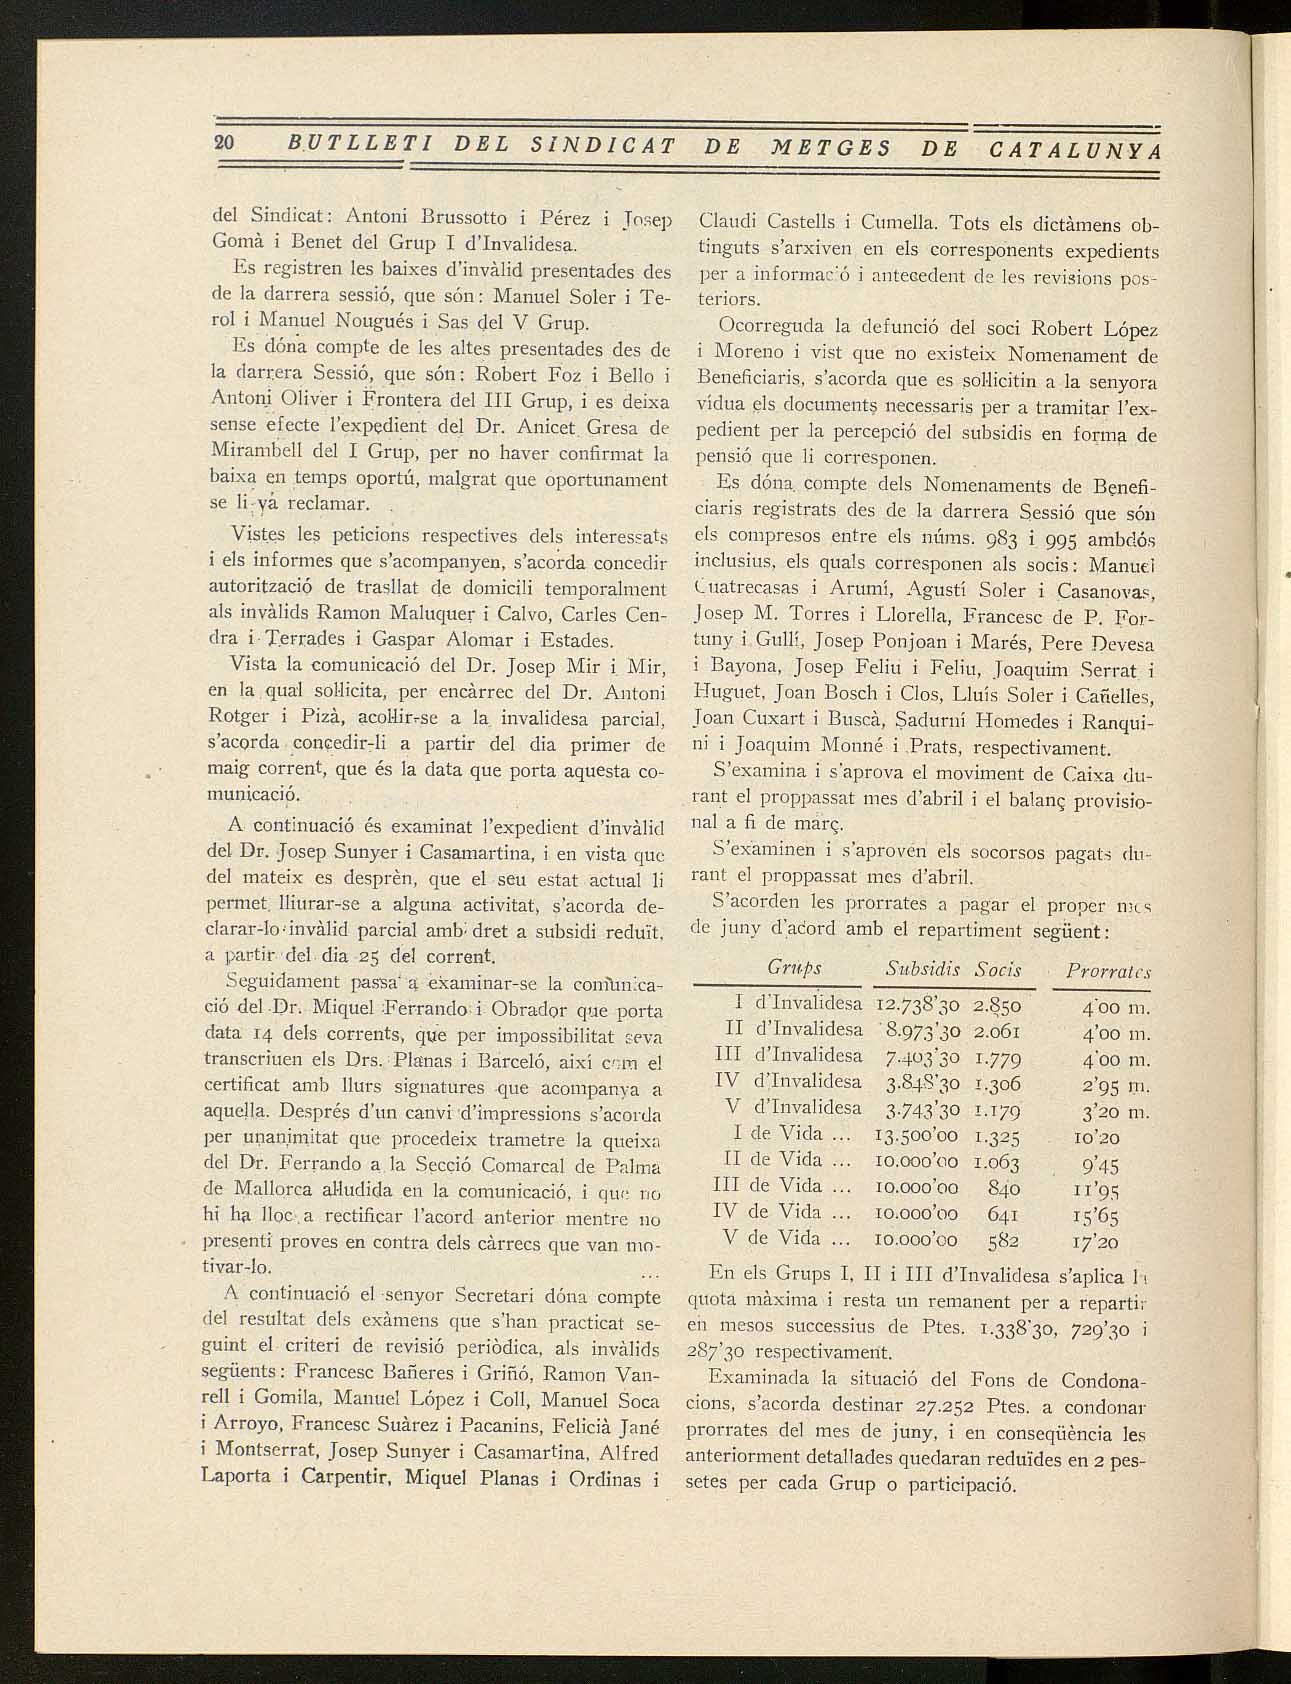 20 BUTLLETI DEL SINDICAT DE METGES DE CATALUNYA
del Sindicat: Antoni Brussotto i Pérez i Josep
Gomà i Benet del Grup I d'Invalidesa.
Es registren les baixes d'invàlid presentades des
de la darrera sessió, que són: Manuel Soler i Te-
rol i Manuel Nougués i Sas del V Grup.
Es dóna compte de les altes presentades des de
la darrera Sessió, que són: Robert Foz i Bello i
Antoni Oliver i Frontera del III Grup, i es deixa
sense efecte l'expedient del Dr. Anicet Gresa de
Mirambell del I Grup, per no haver confirmat la
baixa en temps oportú, malgrat que oportunament
se li va reclamar.
Vistes les peticions respectives dels interessats
i els informes que s'acompanyen, s'acorda concedir
autorització de trasllat de domicili temporalment
als invàlids Ramon Maluquer i Calvo, Carles Cen-
dra i Terrades i Gaspar Alomar i Estades.
Vista la comunicació del Dr. Josep Mir i Mir,
en la qual sol·licita, per encàrrec del Dr. Antoni
Rotger i Pizà, acollir-se a la invalidesa parcial,
s'acorda concedir-li a partir del dia primer de
maig corrent, que és la data que porta aquesta co-
municació.
A continuació és examinat l'expedient d'invàlid
del Dr. Josep Sunyer i Casamartina, i en vista que
del mateix es desprèn, que el seu estat actual li
permet lliurar-se a alguna activitat, s'acorda de-
clarar-lo invàlid parcial amb dret a subsidi reduït,
a partir del dia 25 del corrent.
Seguidament passa a examinar-se la comunica-
ció del Dr. Miquel Ferrando i Obrador que porta
data 14 dels corrents, que per impossibilitat seva
transcriuen els Drs. Planas i Barceló, així com el
certificat amb llurs signatures que acompanya a
aquella. Després d'un canvi d'impressions s'acorda
per unanimitat que procedeix trametre la queixa
del Dr. Ferrando a la Secció Comarcal de Palma
de Mallorca al·ludida en la comunicació, i que no
hi ha lloc a rectificar l'acord anterior mentre no
presenti proves en contra dels càrrecs que van mo-
tivar-lo.
A continuació el senyor Secretari dóna compte
del resultat dels exàmens que s'han practicat se-
guint el criteri de revisió periòdica, als invàlids
següents: Francesc Bañeres i Griñó, Ramon Van-
rell i Gomila, Manuel López i Coll, Manuel Soca
i Arroyo, Francesc Suàrez i Pacanins, Felicià Jané
i Montserrat, Josep Sunyer i Casamartina, Alfred
Laporta i Carpentir, Miquel Planas i Ordinas i
Claudi Castells i Cumella. Tots els dictàmens ob-
tinguts s'arxiven en els corresponents expedients
per a informació i antecedent de les revisions pos-
teriors.
Ocorreguda la defunció del soci Robert López
i Moreno i vist que no existeix Nomenament de
Beneficiaris, s'acorda que es sol·licitin a la senyora
vídua els documents necessaris per a tramitar l'ex-
pedient per la percepció del subsidis en forma de
pensió que li corresponen.
Es dóna compte dels Nomenaments de Benefi-
ciaris registrats des de la darrera Sessió que són
els compresos entre els núms. 983 i 995 ambdós
inclusius, els quals corresponen als socis: Manuel
Cuatrecasas i Arumí, Agustí Soler i Casanovas,
Josep M. Torres i Llorella, Francesc de P. For-
tuny i Gullí, Josep Ponjoan i Marés, Pere Devesa
i Bayona, Josep Feliu i Feliu, Joaquim Serrat i
Huguet, Joan Bosch i Clos, Lluís Soler i Cañelles,
Joan Cuxart i Buscà, Sadurní Homedes i Ranqui-
ni i Joaquim Monné i Prats, respectivament.
S'examina i s'aprova el moviment de Caixa du-
rant el proppassat mes d'abril i el balanç provisio-
nal a fi de març.
S'examinen i s'aproven els socorsos pagats du-
rant el proppassat mes d'abril.
S'acorden les prorrates a pagar el proper mes
de juny d'acord amb el repartiment següent:
Grups Subsidis Socis Prorrates
I d'Invalidesa 12.738'30 2.850 4'00 m.
II d'Invalidesa 8.973'30 2.061 4'00 m.
III d'Invalidesa 7.403'30 1.779 4'00 m.
IV d'Invalidesa 3.848'30 1.306 2'95 m.
V d'Invalidesa 3.743'30 1.179 3'20 m.
I de Vida ... 13.500'00 1.325 10'20
II de Vida ... 10.000'00 1.063 9'45
III de Vida ... 10.000'00 840 11'95
IV de Vida ... 10.000'00 641 15'65
V de Vida ... 10.000'00 582 17'20
En els Grups I, II i III d'Invalidesa s'aplica la
quota màxima i resta un remanent per a repartir
en mesos successius de Ptes. 1.338'30, 729'30 i
287'30 respectivament.
Examinada la situació del Fons de Condona-
cions, s'acorda destinar 27.252 Ptes. a condonar
prorrates del mes de juny, i en conseqüència les
anteriorment detallades quedaran reduïdes en 2 pes-
setes per cada Grup o participació.